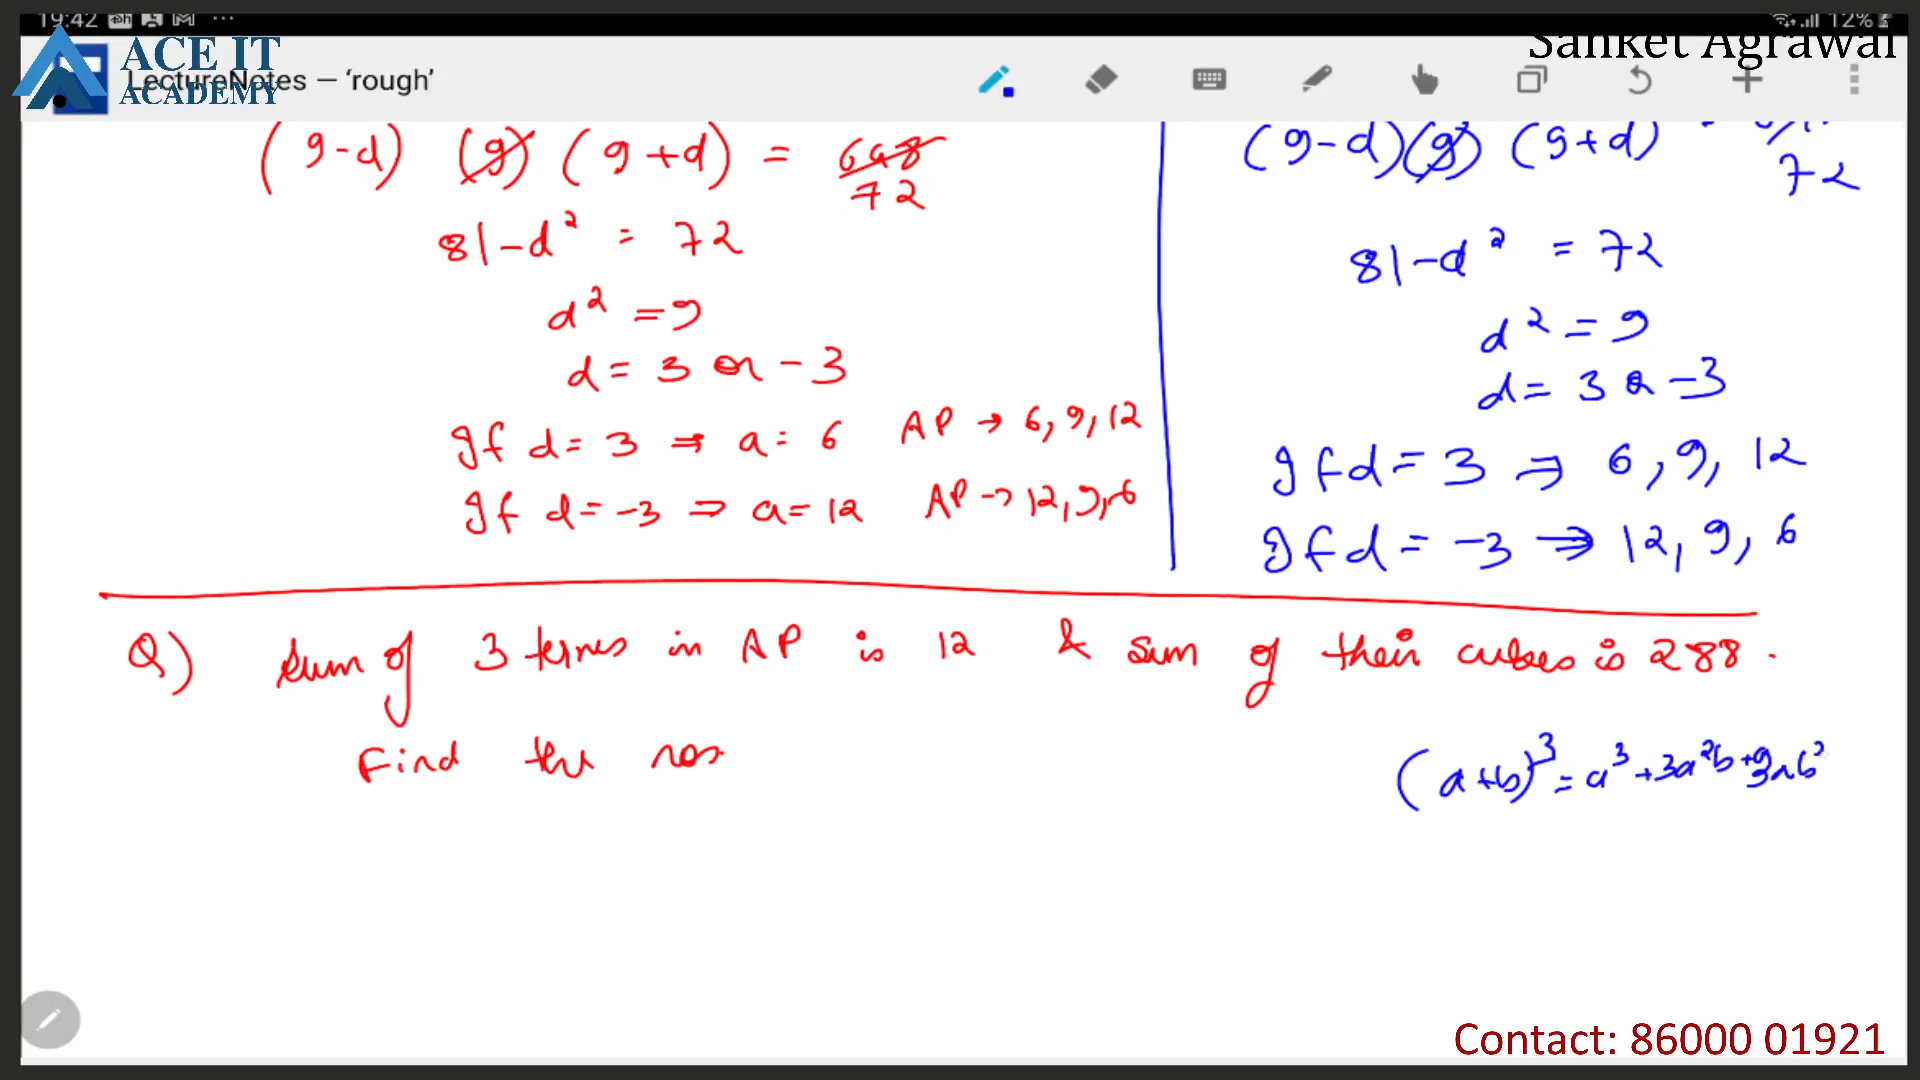 19:42
12%
ACE IT
ACADEMY
LectureNotes — ‘rough’
Sanket Agrawal
(9-d) (9) (9+d) = 648
72
81-d² = 72
d² = 9
d = 3 or -3
If d = 3 ⇒ a = 6 AP → 6, 9, 12
If d = -3 ⇒ a = 12 AP → 12, 9, 6
(9-d)(9) (9+d) =
72
81-d² = 72
d² = 9
d = 3 or -3
If d = 3 ⇒ 6, 9, 12
If d = -3 ⇒ 12, 9, 6
Q) Sum of 3 terms in AP is 12 & sum of their cubes is 288.
Find the nos
(a+b)³ = a³ + 3a²b + 3ab²
Contact: 86000 01921